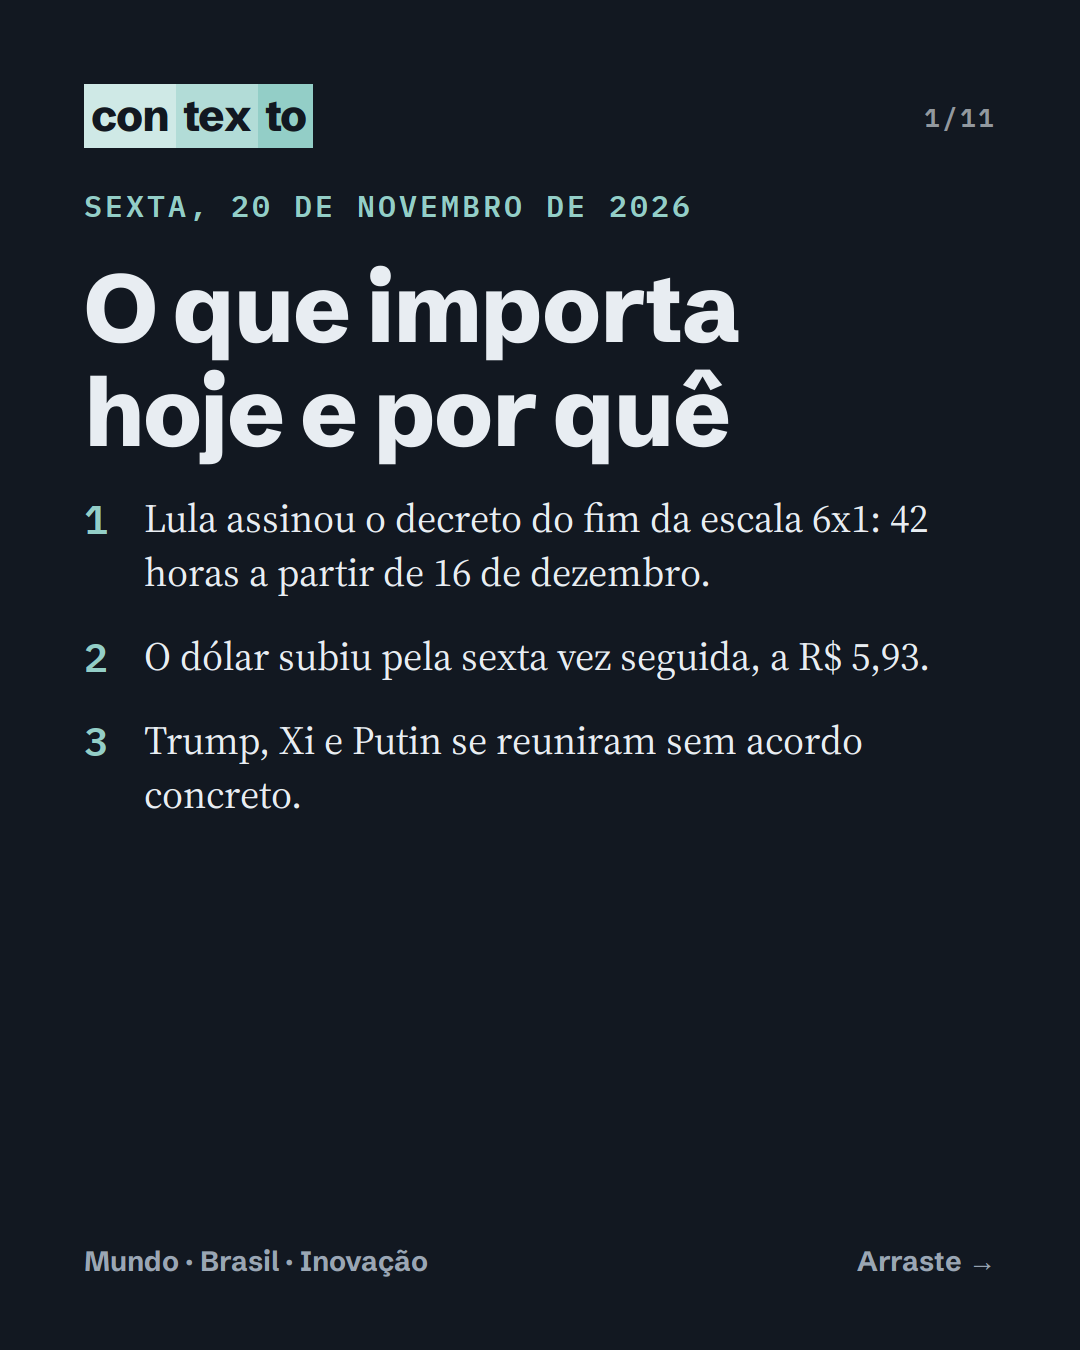 con tex to
1/11
SEXTA, 20 DE NOVEMBRO DE 2026
O que importa
hoje e por quê
1 Lula assinou o decreto do fim da escala 6x1: 42
horas a partir de 16 de dezembro.
2 O dólar subiu pela sexta vez seguida, a R$ 5,93.
3 Trump, Xi e Putin se reuniram sem acordo
concreto.
Mundo · Brasil · Inovação
Arraste →